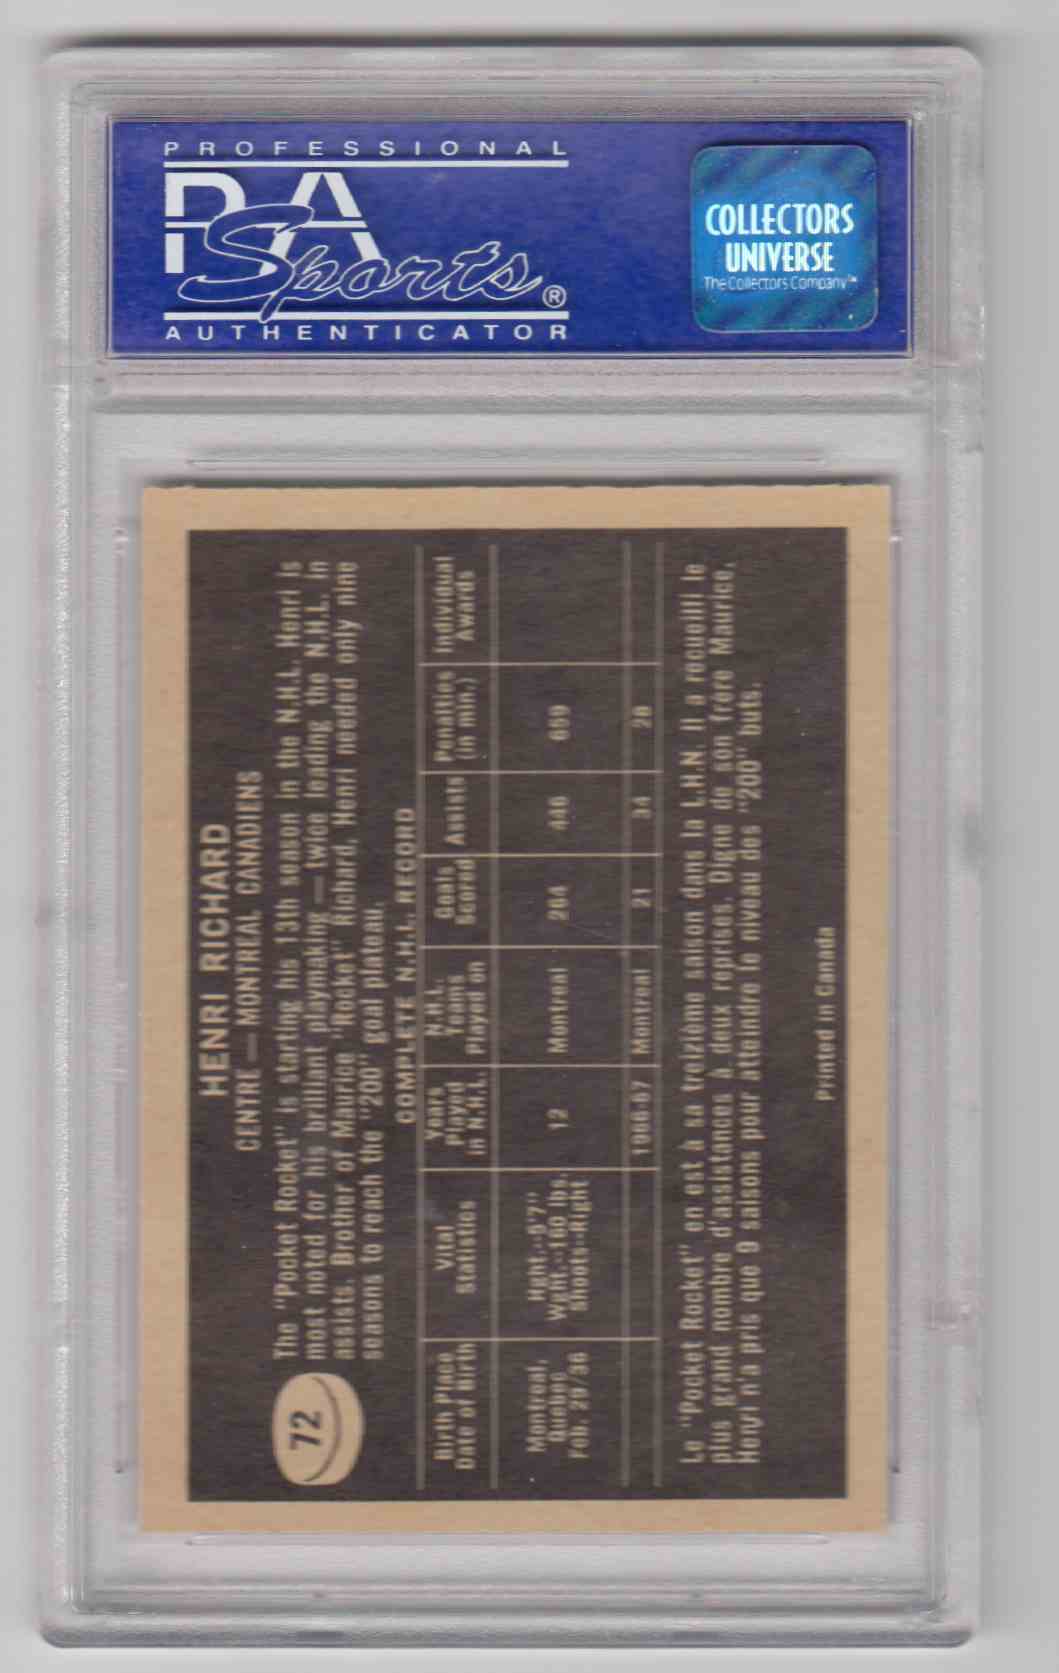 PROFESSIONAL
PSA
Sports®
AUTHENTICATOR
COLLECTORS
UNIVERSE
The Collectors Company™
72
HENRI RICHARD
CENTRE — MONTREAL CANADIENS
The "Pocket Rocket" is starting his 13th season in the N.H.L. Henri is
most noted for his brilliant playmaking — twice leading the N.H.L. in
assists. Brother of Maurice "Rocket" Richard, Henri needed only nine
seasons to reach the "200" goal plateau.
COMPLETE N.H.L. RECORD
Birth Place Vital Years N.H.L. Goals Assists Penalties Individual
Date of Birth Statistics Played Teams Scored (in min.) Awards
in N.H.L. Played on
Montreal, Hght.-5'7"
Quebec Wght.-160 lbs. 12 Montreal 264 446 659
Feb. 29/36 Shoots-Right
1966-67 Montreal 21 34 28
Le "Pocket Rocket" en est à sa treizième saison dans la L.H.N. Il a recueilli le
plus grand nombre d'assistances à deux reprises. Digne de son frère Maurice,
Henri n'a pris que 9 saisons pour atteindre le niveau des "200" buts.
Printed in Canada